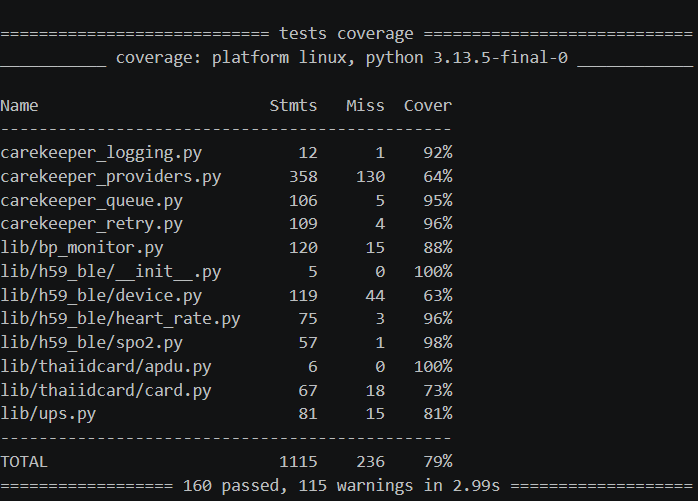 ============================ tests coverage ============================
___________ coverage: platform linux, python 3.13.5-final-0 ____________
Name                        Stmts   Miss  Cover
-----------------------------------------------
carekeeper_logging.py          12      1    92%
carekeeper_providers.py       358    130    64%
carekeeper_queue.py           106      5    95%
carekeeper_retry.py           109      4    96%
lib/bp_monitor.py             120     15    88%
lib/h59_ble/__init__.py         5      0   100%
lib/h59_ble/device.py         119     44    63%
lib/h59_ble/heart_rate.py      75      3    96%
lib/h59_ble/spo2.py            57      1    98%
lib/thaiidcard/apdu.py          6      0   100%
lib/thaiidcard/card.py         67     18    73%
lib/ups.py                     81     15    81%
-----------------------------------------------
TOTAL                        1115    236    79%
================== 160 passed, 115 warnings in 2.99s ===================